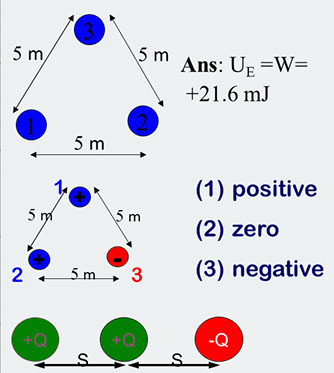 3
5 m
5 m
Ans: U_E =W=
+21.6 mJ
1
2
5 m
1
+
(1) positive
5 m
5 m
(2) zero
+
-
2
5 m
3
(3) negative
+Q
+Q
-Q
S
S